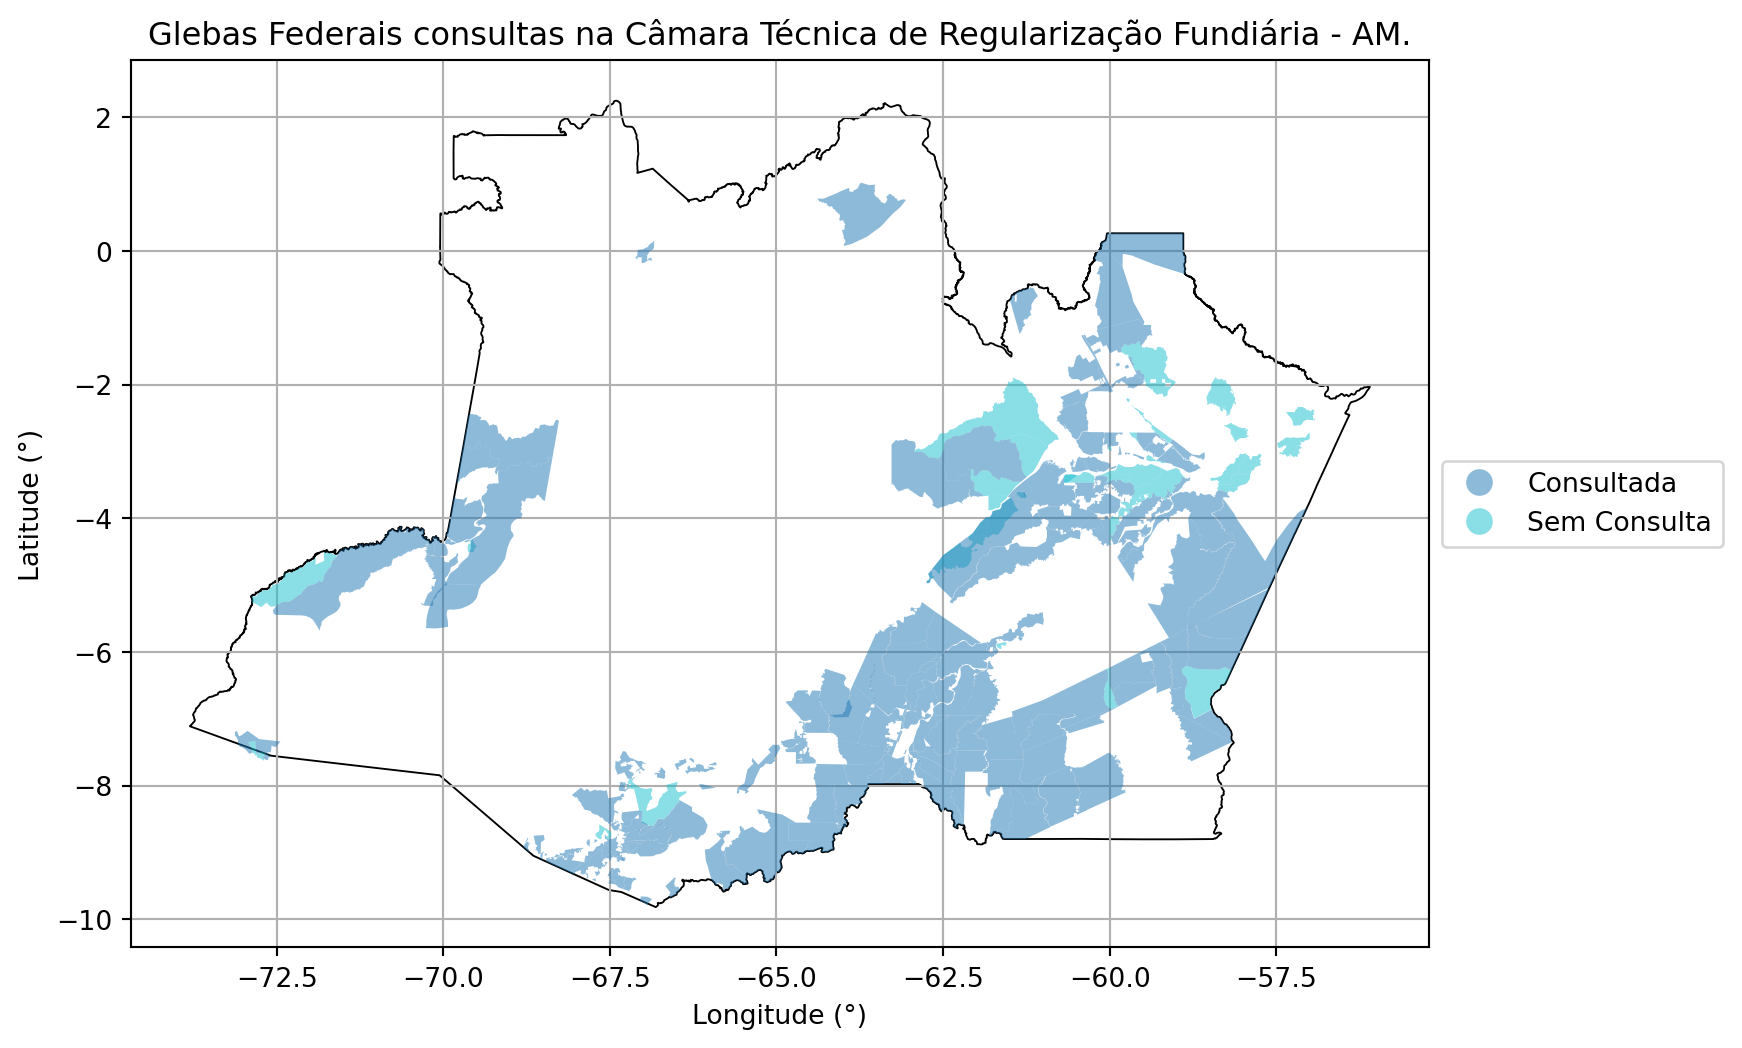 Glebas Federais consultas na Câmara Técnica de Regularização Fundiária - AM.
2
0
−2
−4
−6
−8
−10
Latitude (°)
Consultada
Sem Consulta
−72.5 −70.0 −67.5 −65.0 −62.5 −60.0 −57.5
Longitude (°)